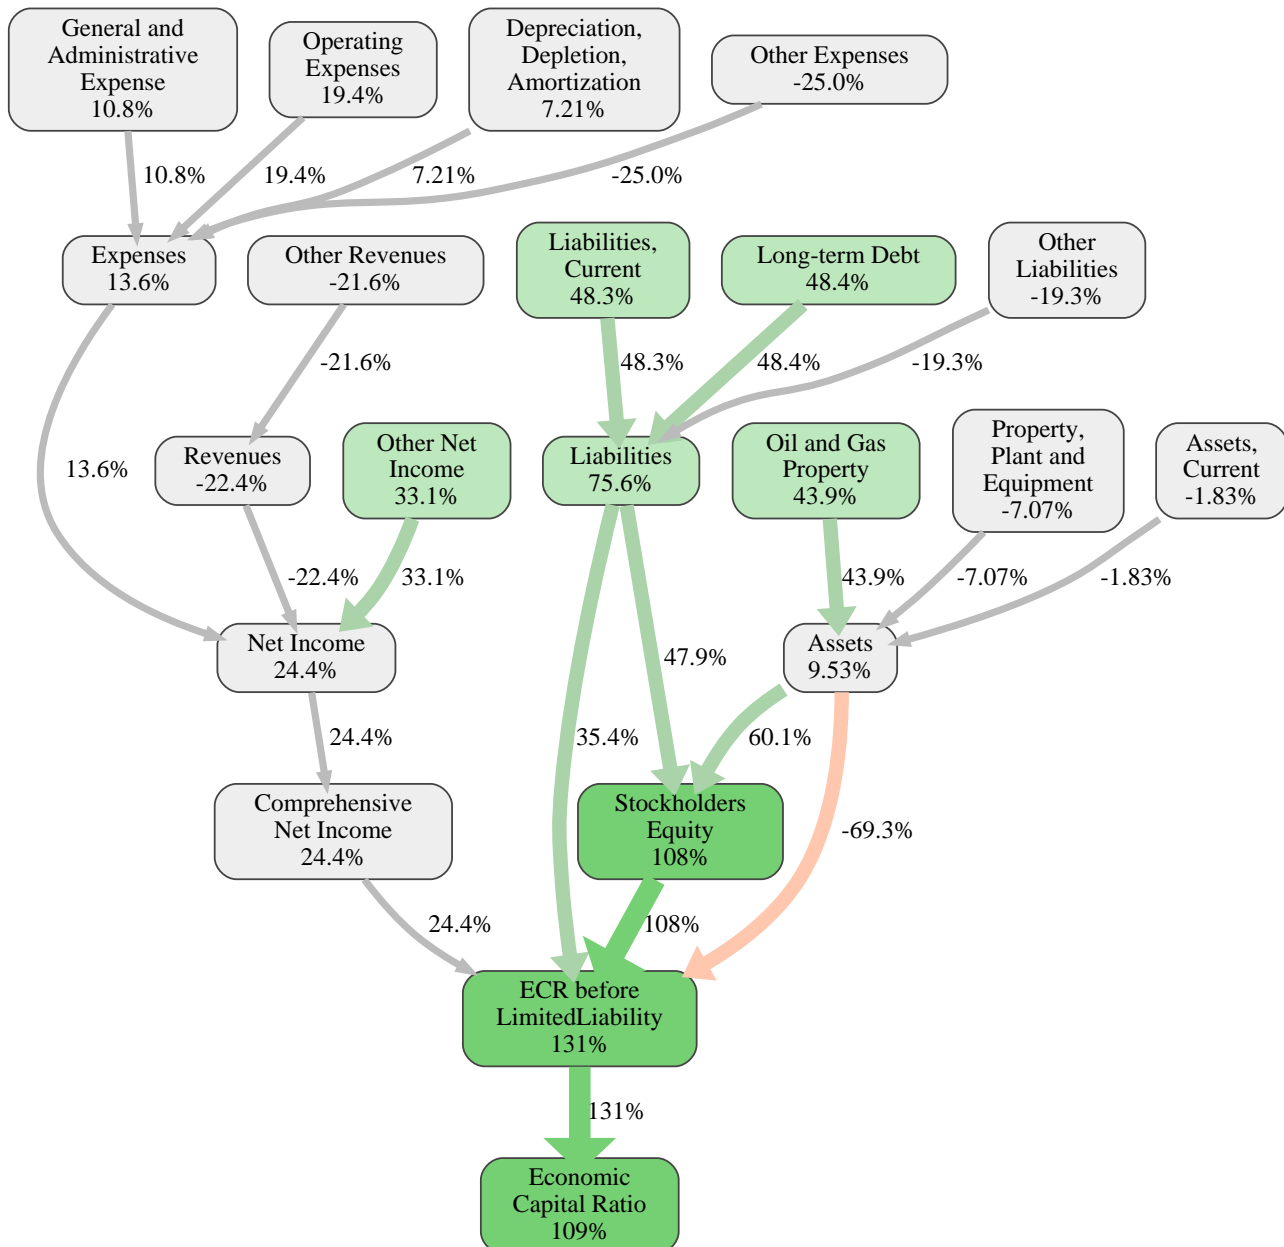 General and
Administrative
Expense
10.8%
Operating
Expenses
19.4%
Depreciation,
Depletion,
Amortization
7.21%
Other Expenses
-25.0%
10.8%
19.4%
7.21%
-25.0%
Expenses
13.6%
Other Revenues
-21.6%
Liabilities,
Current
48.3%
Long-term Debt
48.4%
Other
Liabilities
-19.3%
-21.6%
48.3%
48.4%
-19.3%
13.6%
Revenues
-22.4%
Other Net
Income
33.1%
Liabilities
75.6%
Oil and Gas
Property
43.9%
Property,
Plant and
Equipment
-7.07%
Assets,
Current
-1.83%
-22.4%
33.1%
43.9%
-7.07%
-1.83%
Net Income
24.4%
47.9%
Assets
9.53%
24.4%
35.4%
60.1%
Comprehensive
Net Income
24.4%
Stockholders
Equity
108%
-69.3%
24.4%
108%
ECR before
LimitedLiability
131%
131%
Economic
Capital Ratio
109%